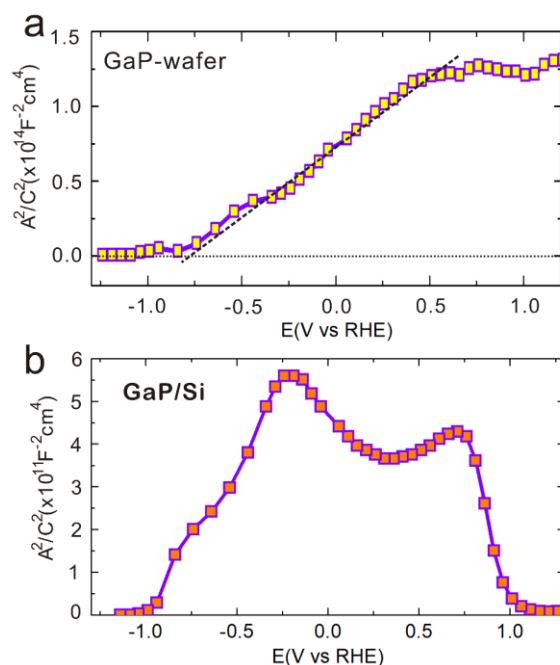 a
GaP-wafer
A²/C²(x10¹⁴F⁻²cm⁴)
1.5
1.0
0.5
0.0
-1.0 -0.5 0.0 0.5 1.0
E(V vs RHE)
b
GaP/Si
A²/C²(x10¹¹F⁻²cm⁴)
6
5
4
3
2
1
0
-1.0 -0.5 0.0 0.5 1.0
E(V vs RHE)